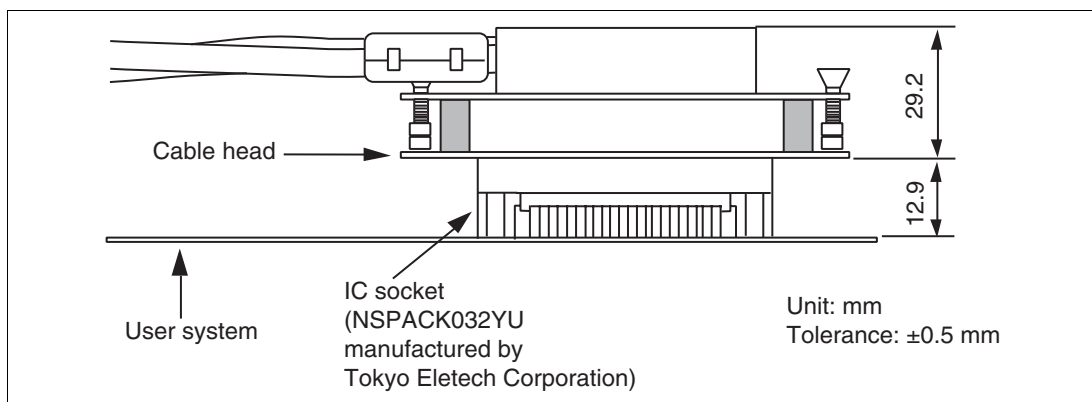 29.2
Cable head
12.9
User system
IC socket
(NSPACK032YU
manufactured by
Tokyo Eletech Corporation)
Unit: mm
Tolerance: ±0.5 mm